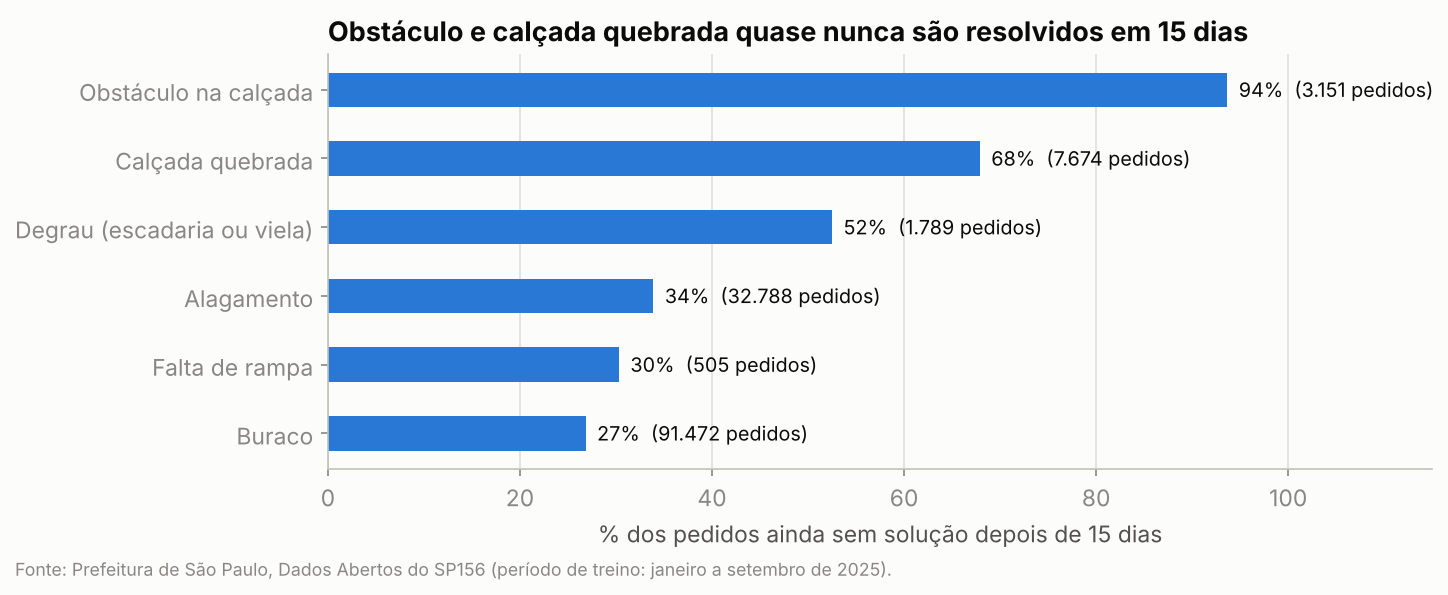 Obstáculo e calçada quebrada quase nunca são resolvidos em 15 dias
Obstáculo na calçada 94% (3.151 pedidos)
Calçada quebrada 68% (7.674 pedidos)
Degrau (escadaria ou viela) 52% (1.789 pedidos)
Alagamento 34% (32.788 pedidos)
Falta de rampa 30% (505 pedidos)
Buraco 27% (91.472 pedidos)
0 20 40 60 80 100
% dos pedidos ainda sem solução depois de 15 dias
Fonte: Prefeitura de São Paulo, Dados Abertos do SP156 (período de treino: janeiro a setembro de 2025).